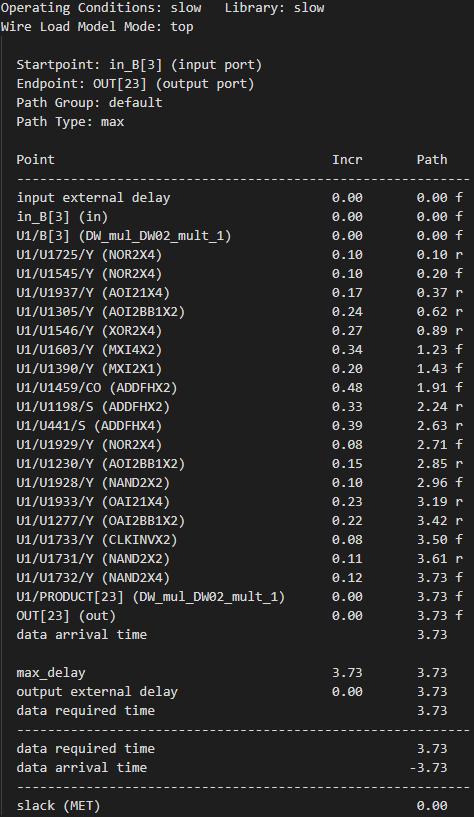 Operating Conditions: slow   Library: slow
Wire Load Model Mode: top
Startpoint: in_B[3] (input port)
Endpoint: OUT[23] (output port)
Path Group: default
Path Type: max
Point                                    Incr       Path
-----------------------------------------------------------
input external delay                     0.00       0.00 f
in_B[3] (in)                             0.00       0.00 f
U1/B[3] (DW_mul_DW02_mult_1)             0.00       0.00 f
U1/U1725/Y (NOR2X4)                      0.10       0.10 r
U1/U1545/Y (NOR2X4)                      0.10       0.20 f
U1/U1937/Y (AOI21X4)                     0.17       0.37 r
U1/U1305/Y (AOI2BB1X2)                   0.24       0.62 r
U1/U1546/Y (XOR2X4)                      0.27       0.89 r
U1/U1603/Y (MXI4X2)                      0.34       1.23 f
U1/U1390/Y (MXI2X1)                      0.20       1.43 f
U1/U1459/CO (ADDFHX2)                    0.48       1.91 f
U1/U1198/S (ADDFHX2)                     0.33       2.24 r
U1/U441/S (ADDFHX4)                      0.39       2.63 r
U1/U1929/Y (NOR2X4)                      0.08       2.71 f
U1/U1230/Y (AOI2BB1X2)                   0.15       2.85 r
U1/U1928/Y (NAND2X2)                     0.10       2.96 f
U1/U1933/Y (OAI21X4)                     0.23       3.19 r
U1/U1277/Y (OAI2BB1X2)                   0.22       3.42 r
U1/U1733/Y (CLKINVX2)                    0.08       3.50 f
U1/U1731/Y (NAND2X2)                     0.11       3.61 r
U1/U1732/Y (NAND2X4)                     0.12       3.73 f
U1/PRODUCT[23] (DW_mul_DW02_mult_1)      0.00       3.73 f
OUT[23] (out)                            0.00       3.73 f
data arrival time                                   3.73
max_delay                                3.73       3.73
output external delay                    0.00       3.73
data required time                                  3.73
-----------------------------------------------------------
data required time                                  3.73
data arrival time                                  -3.73
-----------------------------------------------------------
slack (MET)                                         0.00